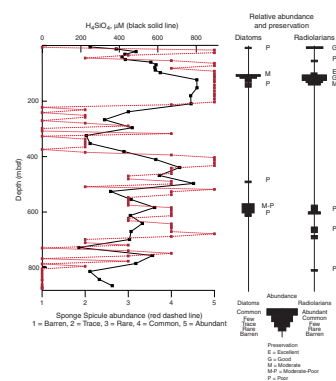 H4SiO4, µM (black solid line)
0 200 400 600 800
Relative abundance
and preservation
Diatoms Radiolarians
P P
P
E
M G
P M
P
P
M-P P
P
P
P
Depth (mbsf)
200
400
600
800
1 2 3 4 5
Sponge Spicule abundance (red dashed line)
1 = Barren, 2 = Trace, 3 = Rare, 4 = Common, 5 = Abundant
Diatoms Abundance Radiolarians
Common Abundant
Few Common
Trace Few
Rare Rare
Barren Barren
Preservation
E = Excellent
G = Good
M = Moderate
M-P = Moderate-Poor
P = Poor